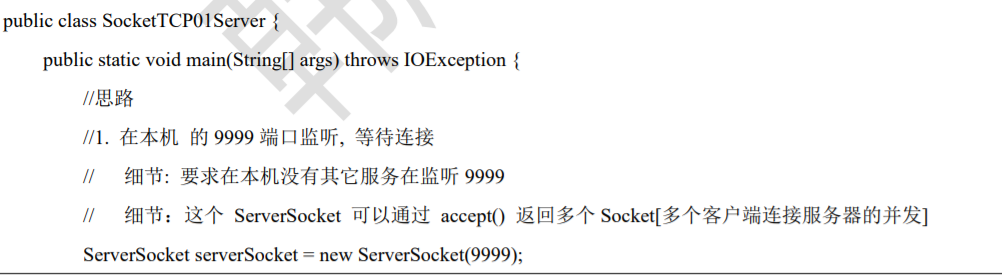 public class SocketTCP01Server {
public static void main(String[] args) throws IOException {
//思路
//1. 在本机 的 9999 端口监听, 等待连接
// 细节: 要求在本机没有其它服务在监听 9999
// 细节：这个 ServerSocket 可以通过 accept() 返回多个 Socket[多个客户端连接服务器的并发]
ServerSocket serverSocket = new ServerSocket(9999);